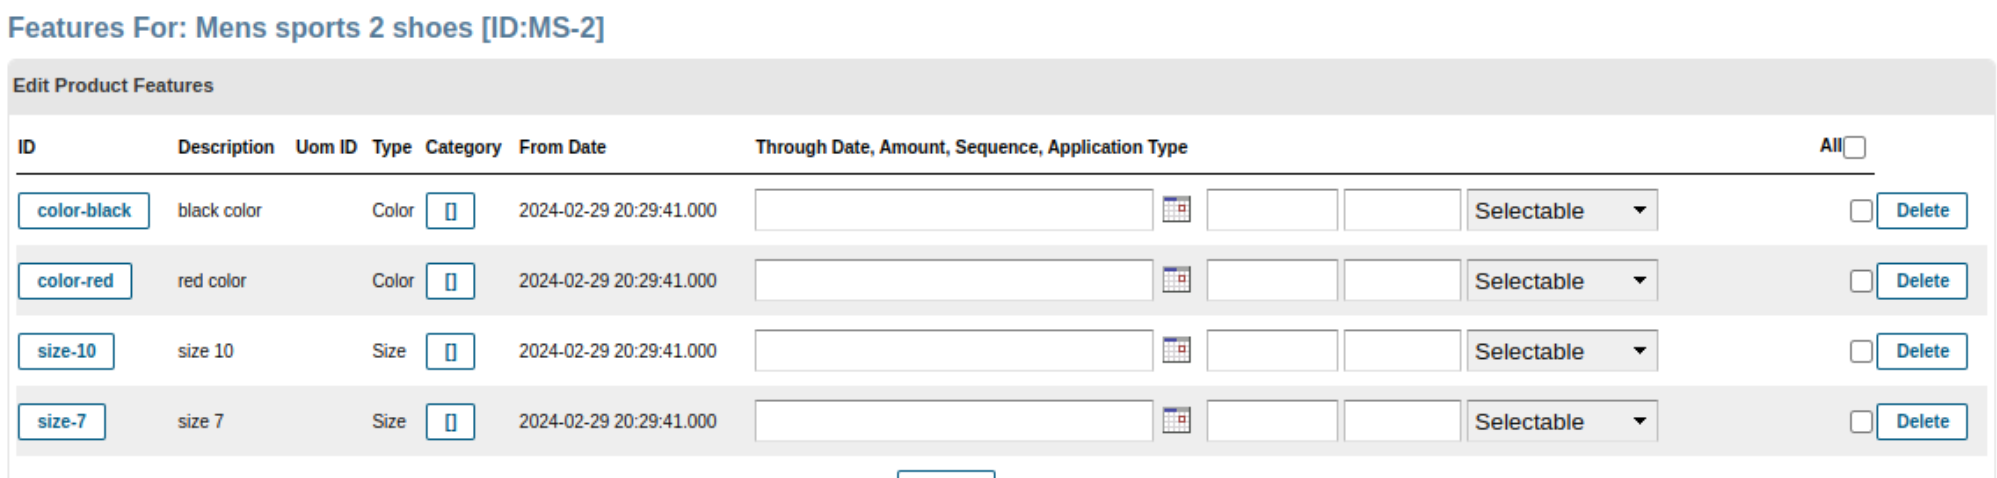 Features For: Mens sports 2 shoes [ID:MS-2]
Edit Product Features
ID Description Uom ID Type Category From Date Through Date, Amount, Sequence, Application Type All
color-black black color Color [] 2024-02-29 20:29:41.000 Selectable Delete
color-red red color Color [] 2024-02-29 20:29:41.000 Selectable Delete
size-10 size 10 Size [] 2024-02-29 20:29:41.000 Selectable Delete
size-7 size 7 Size [] 2024-02-29 20:29:41.000 Selectable Delete